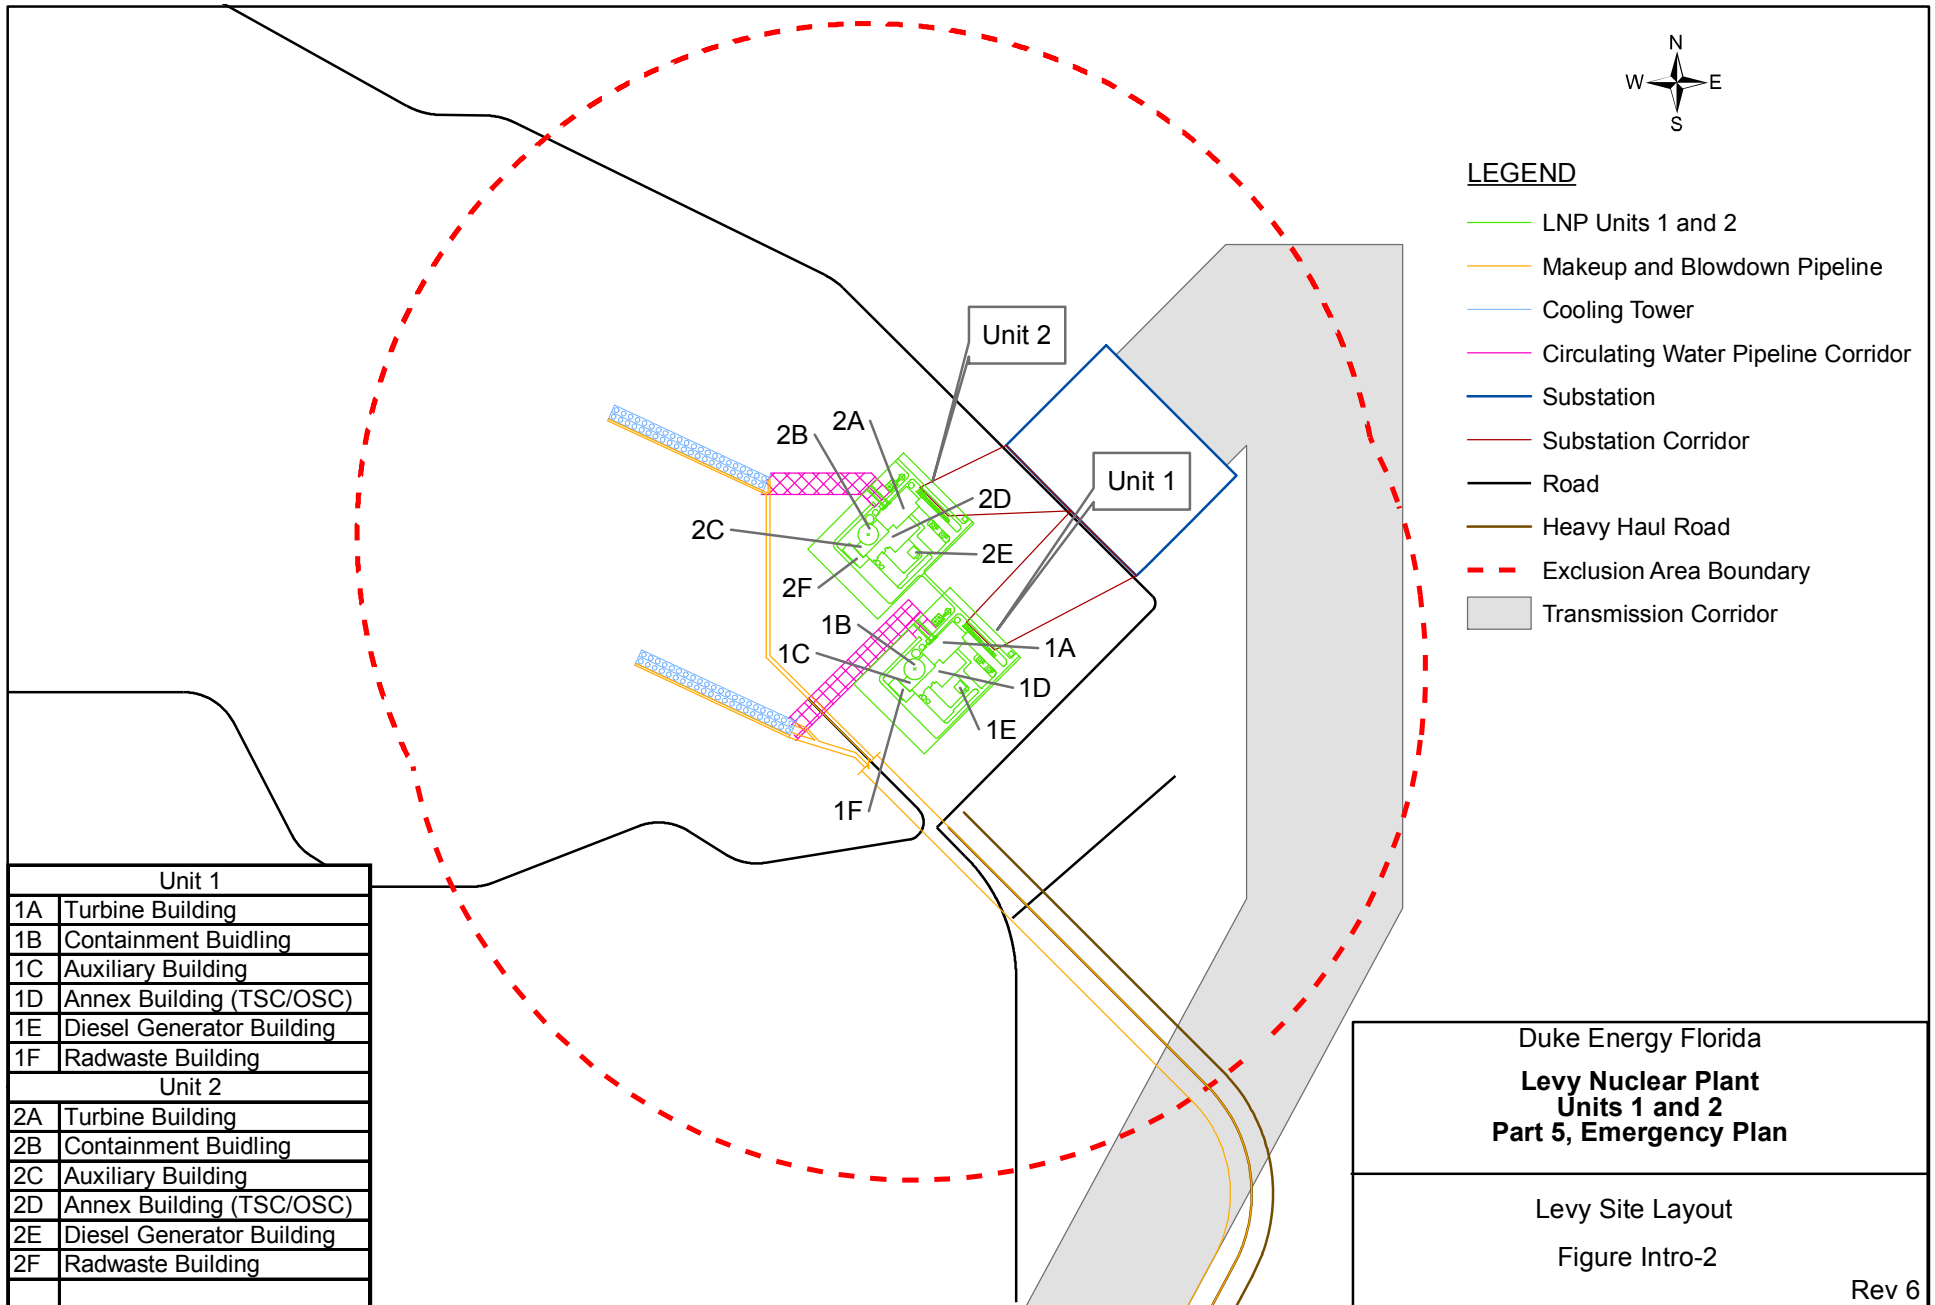 N
W E
S
LEGEND
LNP Units 1 and 2
Makeup and Blowdown Pipeline
Cooling Tower
Circulating Water Pipeline Corridor
Substation
Substation Corridor
Road
Heavy Haul Road
Exclusion Area Boundary
Transmission Corridor
Unit 2
Unit 1
2A
2B
2C
2D
2E
2F
1B
1C
1A
1D
1E
1F
Unit 1
1A Turbine Building
1B Containment Buidling
1C Auxiliary Building
1D Annex Building (TSC/OSC)
1E Diesel Generator Building
1F Radwaste Building
Unit 2
2A Turbine Building
2B Containment Buidling
2C Auxiliary Building
2D Annex Building (TSC/OSC)
2E Diesel Generator Building
2F Radwaste Building
Duke Energy Florida
Levy Nuclear Plant
Units 1 and 2
Part 5, Emergency Plan
Levy Site Layout
Figure Intro-2
Rev 6